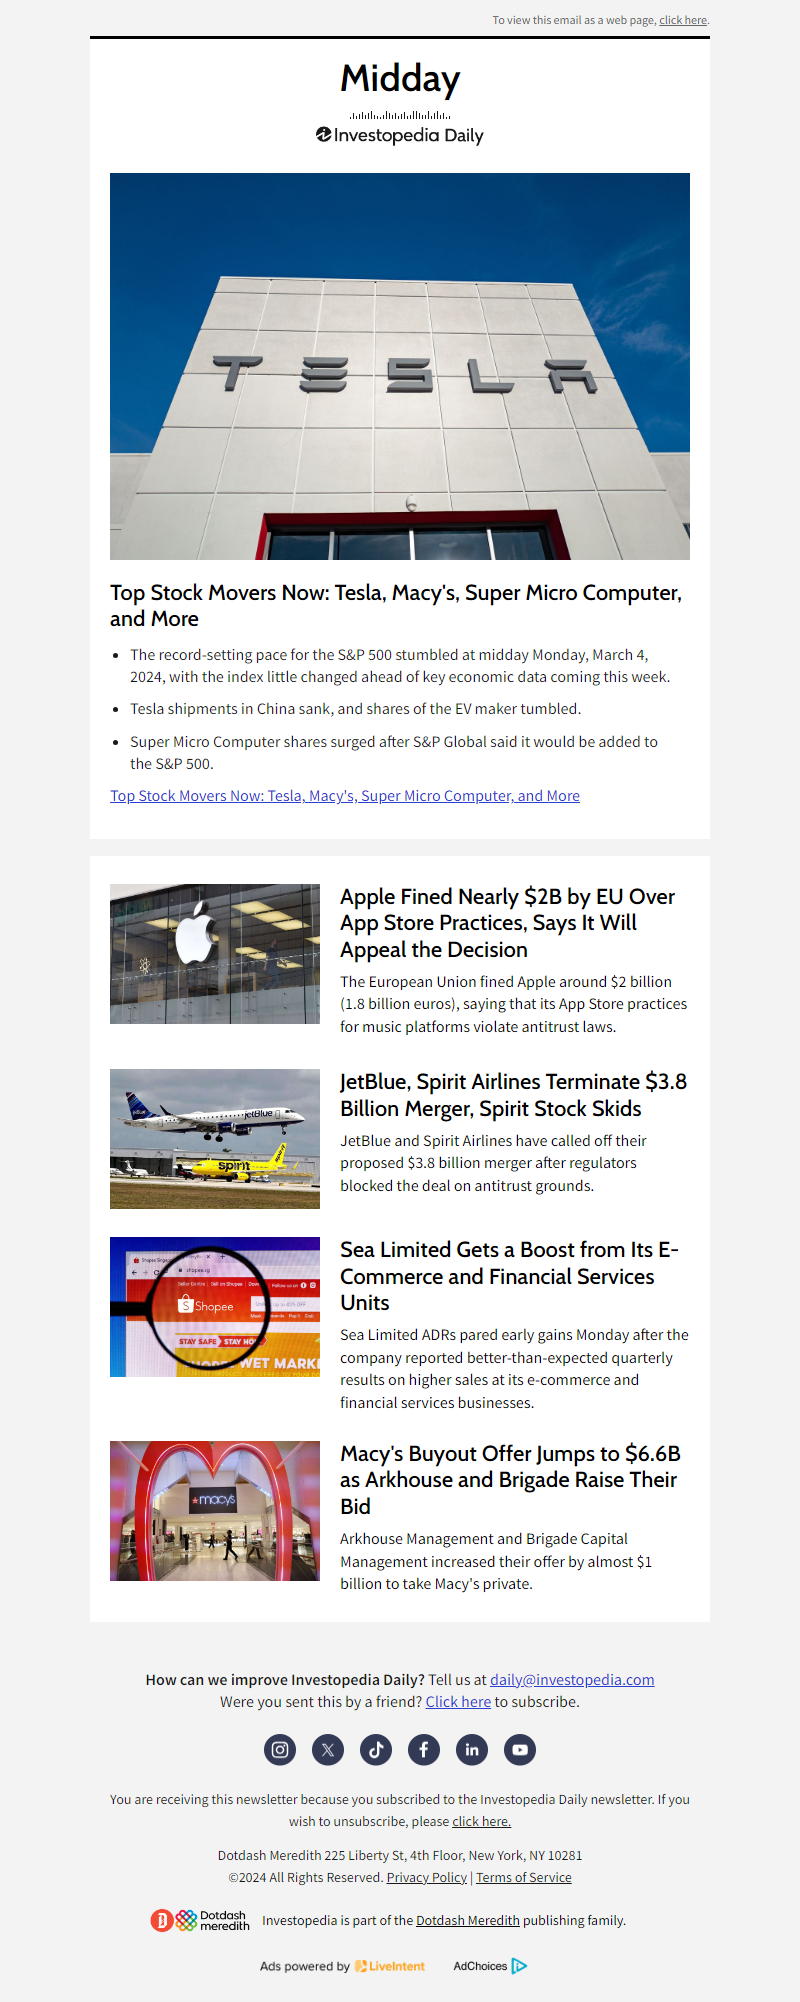 To view this email as a web page, click here.
Midday
Investopedia Daily
TESLA
Top Stock Movers Now: Tesla, Macy's, Super Micro Computer,
and More
• The record-setting pace for the S&P 500 stumbled at midday Monday, March 4,
2024, with the index little changed ahead of key economic data coming this week.
• Tesla shipments in China sank, and shares of the EV maker tumbled.
• Super Micro Computer shares surged after S&P Global said it would be added to
the S&P 500.
Top Stock Movers Now: Tesla, Macy's, Super Micro Computer, and More
Apple Fined Nearly $2B by EU Over
App Store Practices, Says It Will
Appeal the Decision
The European Union fined Apple around $2 billion
(1.8 billion euros), saying that its App Store practices
for music platforms violate antitrust laws.
jetBlue
spirit
JetBlue, Spirit Airlines Terminate $3.8
Billion Merger, Spirit Stock Skids
JetBlue and Spirit Airlines have called off their
proposed $3.8 billion merger after regulators
blocked the deal on antitrust grounds.
shopee.sg
Seller Centre Sell on Shopee
Follow us on
Shopee
STAY SAFE STAY HO
WET MARK
Sea Limited Gets a Boost from Its E-
Commerce and Financial Services
Units
Sea Limited ADRs pared early gains Monday after the
company reported better-than-expected quarterly
results on higher sales at its e-commerce and
financial services businesses.
macy's
Macy's Buyout Offer Jumps to $6.6B
as Arkhouse and Brigade Raise Their
Bid
Arkhouse Management and Brigade Capital
Management increased their offer by almost $1
billion to take Macy's private.
How can we improve Investopedia Daily? Tell us at daily@investopedia.com
Were you sent this by a friend? Click here to subscribe.
You are receiving this newsletter because you subscribed to the Investopedia Daily newsletter. If you
wish to unsubscribe, please click here.
Dotdash Meredith 225 Liberty St, 4th Floor, New York, NY 10281
©2024 All Rights Reserved. Privacy Policy | Terms of Service
Dotdash
meredith
Investopedia is part of the Dotdash Meredith publishing family.
Ads powered by LiveIntent AdChoices